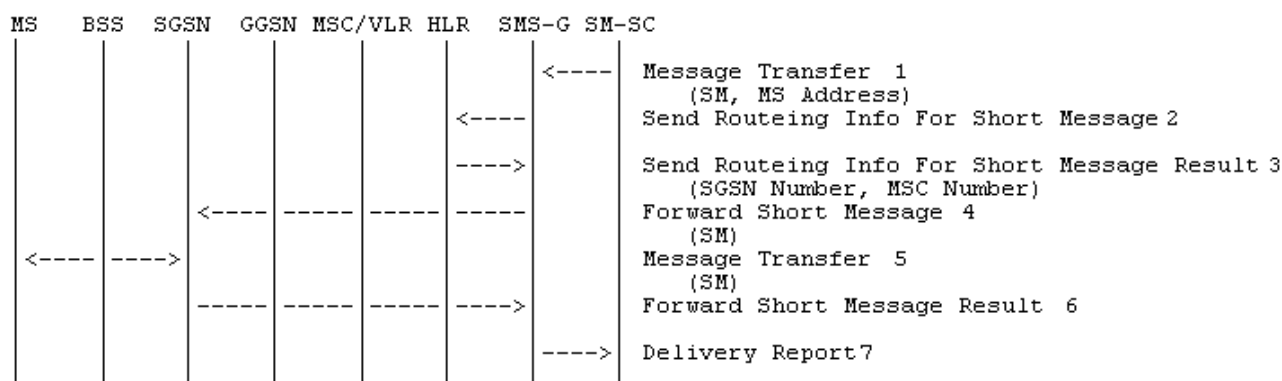 MS BSS SGSN GGSN MSC/VLR HLR SMS-G SM-SC
Message Transfer 1
(SM, MS Address)
Send Routeing Info For Short Message 2
Send Routeing Info For Short Message Result 3
(SGSN Number, MSC Number)
Forward Short Message 4
(SM)
Message Transfer 5
(SM)
Forward Short Message Result 6
Delivery Report 7